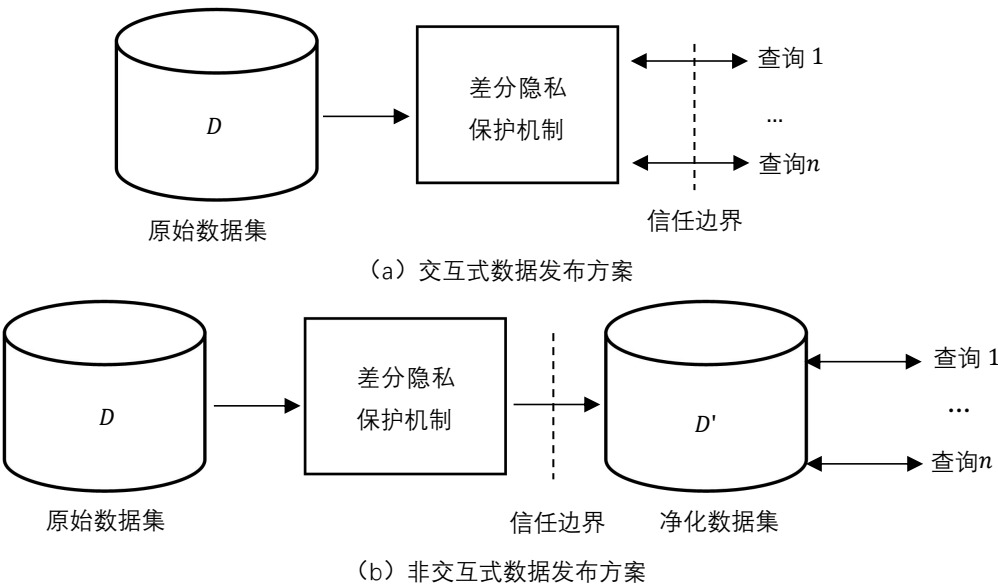 D
差分隐私
保护机制
查询 1
...
查询n
原始数据集
信任边界
（a）交互式数据发布方案
D
差分隐私
保护机制
D'
查询 1
...
查询n
原始数据集
信任边界
净化数据集
（b）非交互式数据发布方案